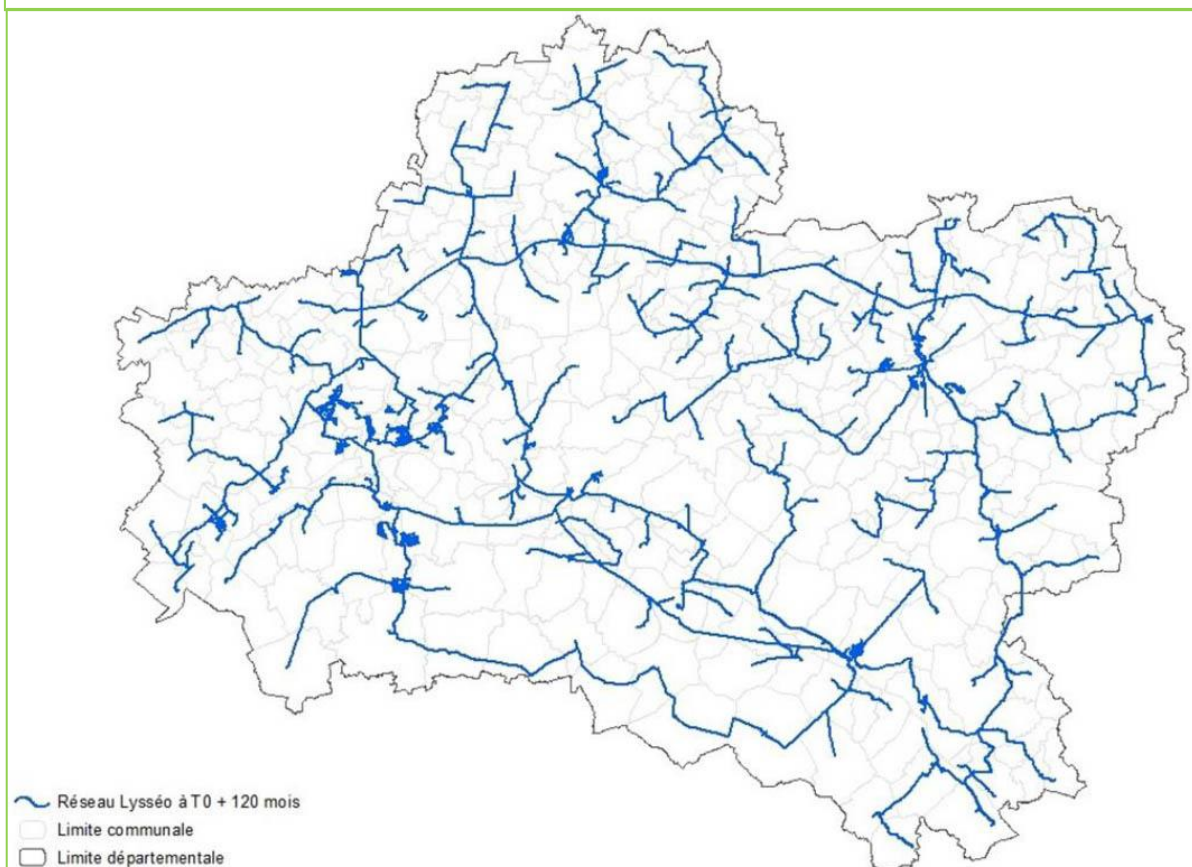 Réseau Lysséo à T0 + 120 mois
Limite communale
Limite départementale